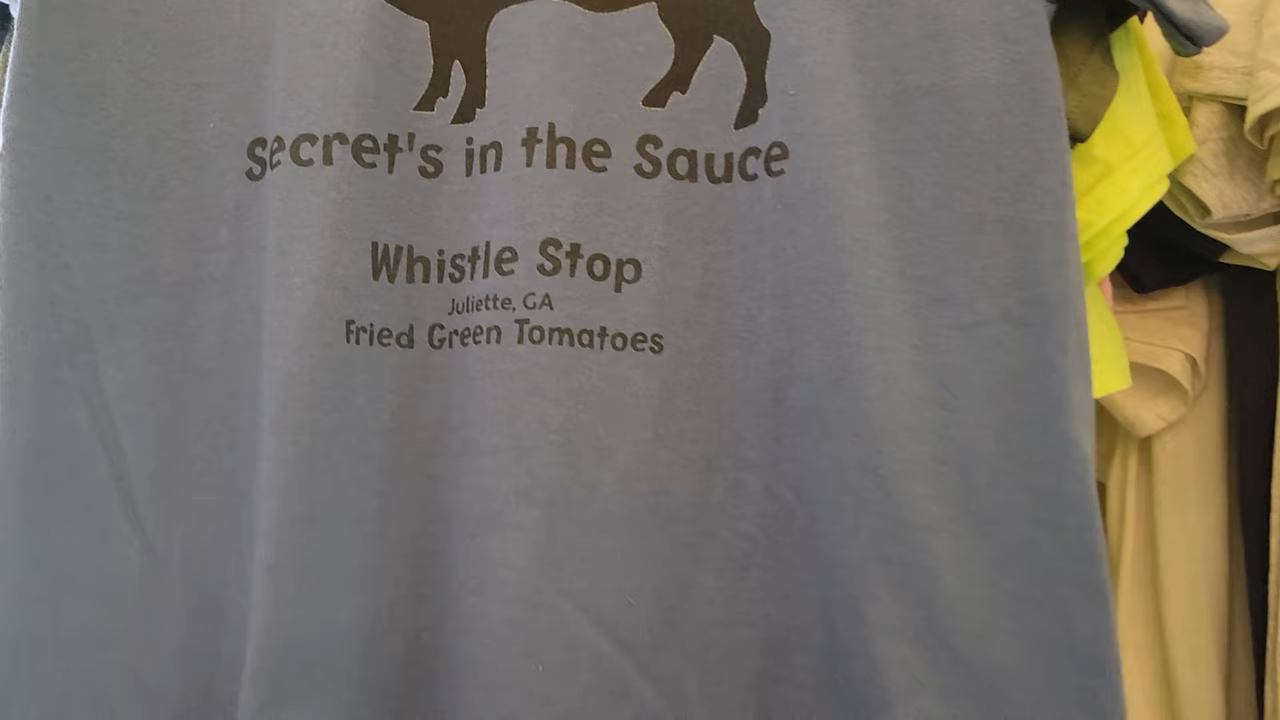 Secret's in the Sauce
Whistle Stop
Juliette, GA
Fried Green Tomatoes